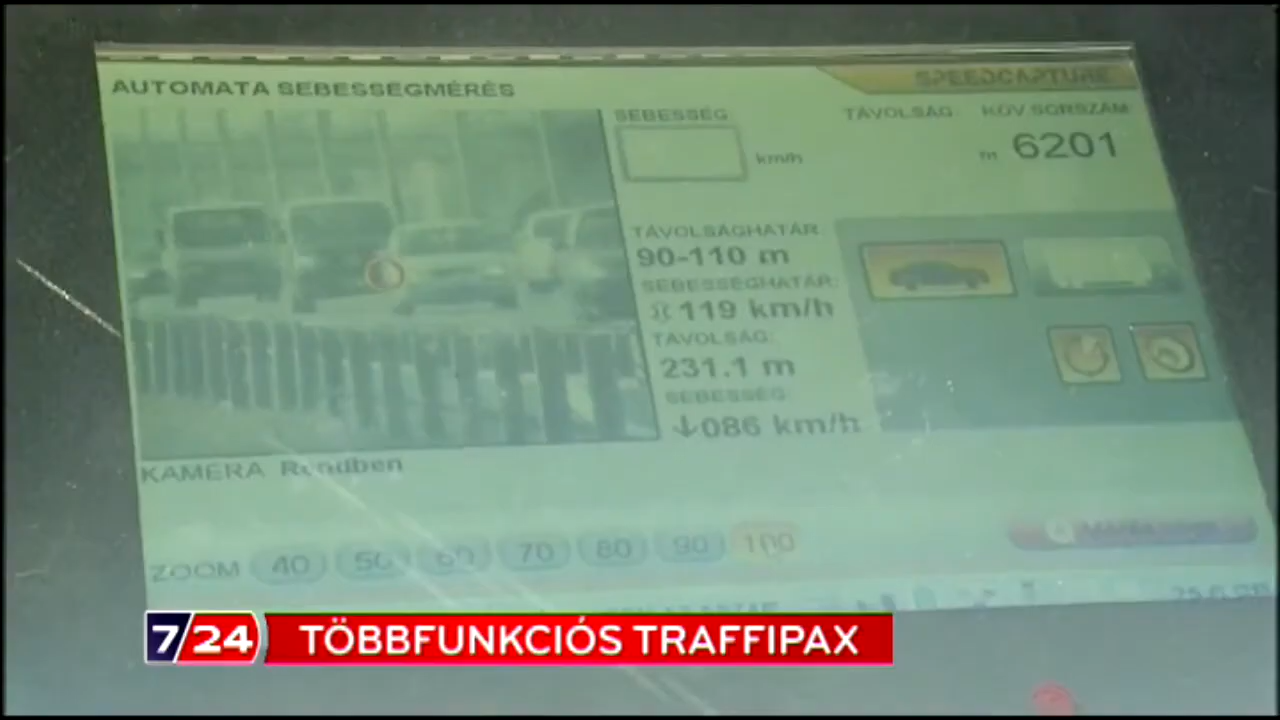 AUTOMATA SEBESSÉGMÉRÉS
SPEEDCAPTURE
SEBESSÉG
km/h
TÁVOLSÁG:
KÖV SORSZÁM
m 6201
TÁVOLSÁGHATÁR
90-110 m
SEBESSÉGHATÁR:
119 km/h
TÁVOLSÁG:
231.1 m
SEBESSÉG:
↓086 km/h
KAMERA Rendben
ZOOM 40 50 60 70 80 90 100
7/24 TÖBBFUNKCIÓS TRAFFIPAX